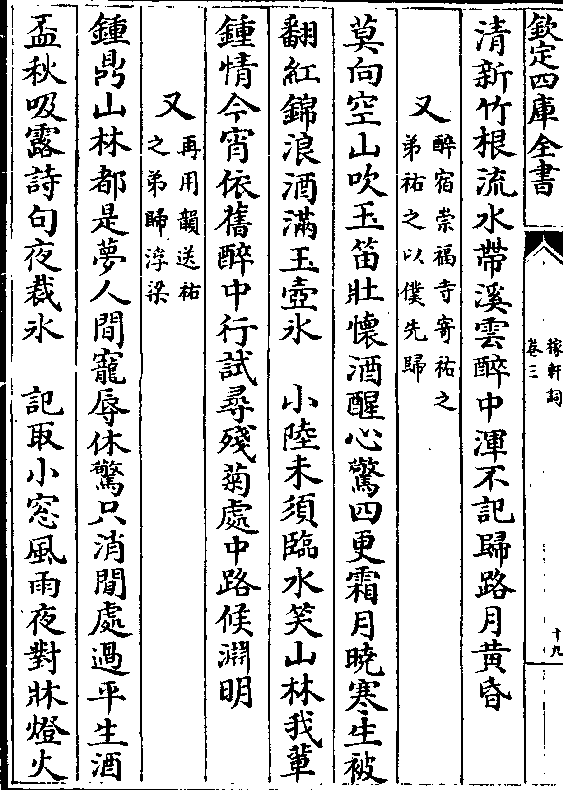 欽定四庫全書
稼軒詞
卷三
十九
清新竹根流水帶溪雲醉中渾不記歸路月黃昏
又
醉宿崇福寺寄祐之
弟祐之以僕先歸
莫向空山吹玉笛壯懷酒醒心驚四更霜月曉寒生被
翻紅錦浪酒滿玉壺氷　小陸未須臨水笑山林我輩
鍾情今宵依舊醉中行試尋殘菊處中路候淵明
又
再用韻送祐
之弟歸浮梁
鍾鼎山林都是夢人間寵辱休驚只消閒處過平生酒
盃秋吸露詩句夜裁氷　記取小窓風雨夜對牀燈火